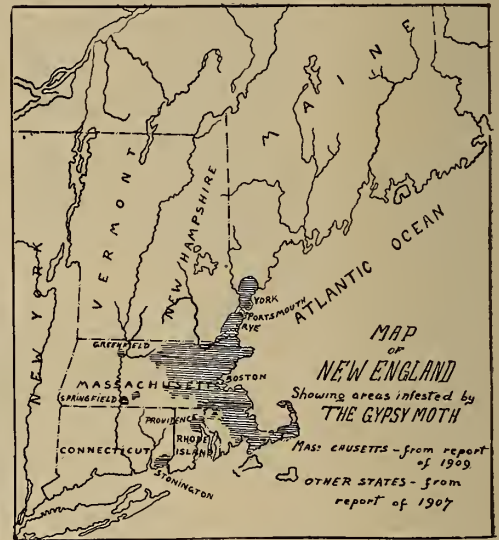 MAINE
VERMONT
NEW HAMPSHIRE
NEW YORK
ATLANTIC OCEAN
YORK
PORTSMOUTH
RYE
GREENFIELD
MASSACHUSETTS
BOSTON
SPRINGFIELD
PROVIDENCE
RHODE
ISLAND
CONNECTICUT
STONINGTON
MAP
OF
NEW ENGLAND
Showing areas infested by
THE GYPSY MOTH
MASS CAUSETTS - from report
of 1909
OTHER STATES - from
report of 1907